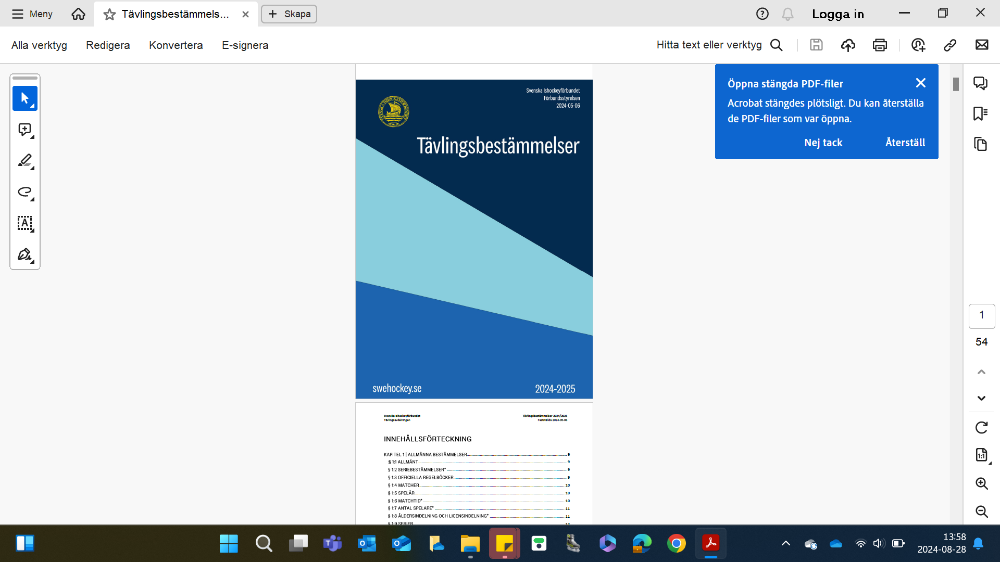 Meny
Tävlingsbestämmels...
Skapa
Logga in
Alla verktyg
Redigera
Konvertera
E-signera
Hitta text eller verktyg
Svenska Ishockeyförbundet
Förbundsstyrelsen
2024-05-06
Tävlingsbestämmelser
swehockey.se
2024-2025
Öppna stängda PDF-filer
Acrobat stängdes plötsligt. Du kan återställa
de PDF-filer som var öppna.
Nej tack
Återställ
1
54
Svenska Ishockeyförbundet
Tävlingsavdelningen
Tävlingsbestämmelser 2024/2025
Fastställda 2024-05-06
INNEHÅLLSFÖRTECKNING
KAPITEL 1 | ALLMÄNNA BESTÄMMELSER 9
§ 1:1 ALLMÄNT 9
§ 1:2 SERIEBESTÄMMELSER* 9
§ 1:3 OFFICIELLA REGELBÖCKER 9
§ 1:4 MATCHER 10
§ 1:5 SPELÅR 10
§ 1:6 MATCHTID* 10
§ 1:7 ANTAL SPELARE* 11
§ 1:8 ÅLDERSINDELNING OCH LICENSINDELNING* 11
§ 1:9 SERIER
13:58
2024-08-28